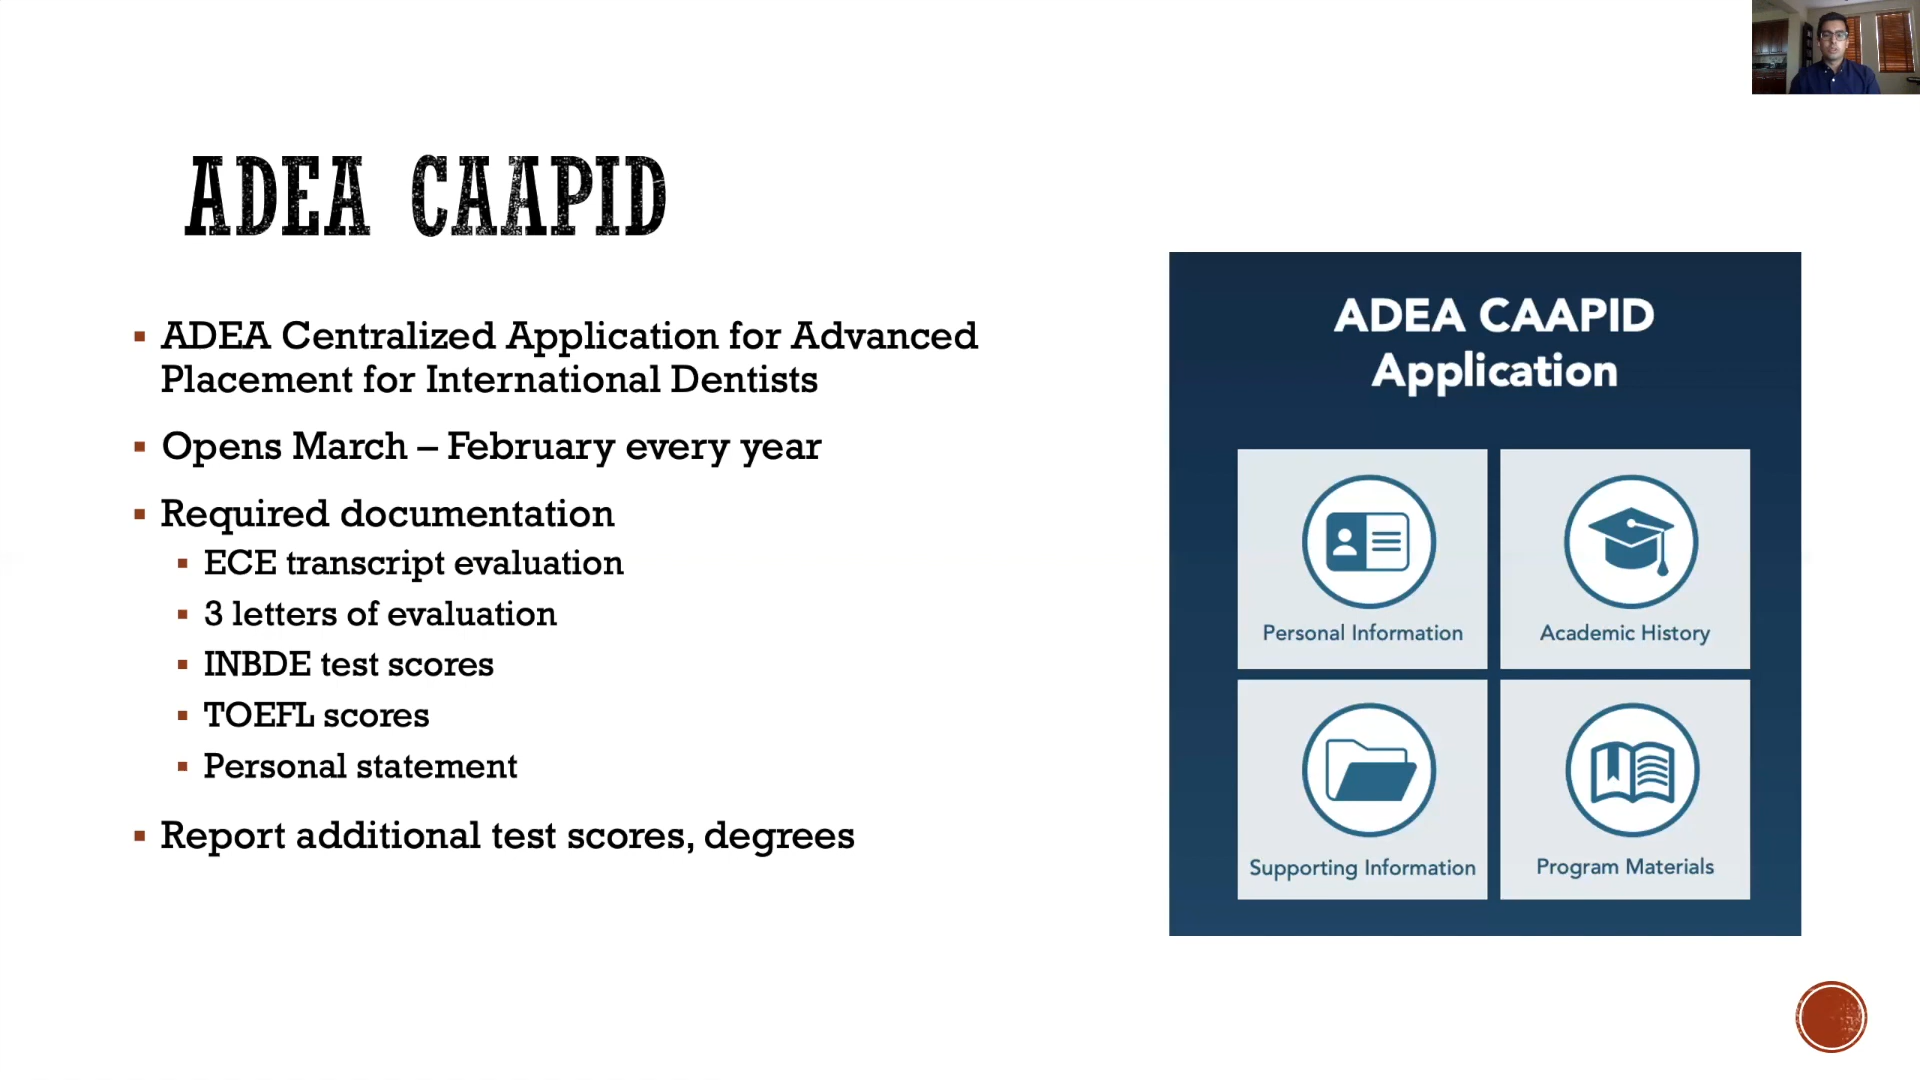 ADEA CAAPID
ADEA Centralized Application for Advanced
Placement for International Dentists
Opens March – February every year
Required documentation
ECE transcript evaluation
3 letters of evaluation
INBDE test scores
TOEFL scores
Personal statement
Report additional test scores, degrees
ADEA CAAPID
Application
Personal Information
Academic History
Supporting Information
Program Materials